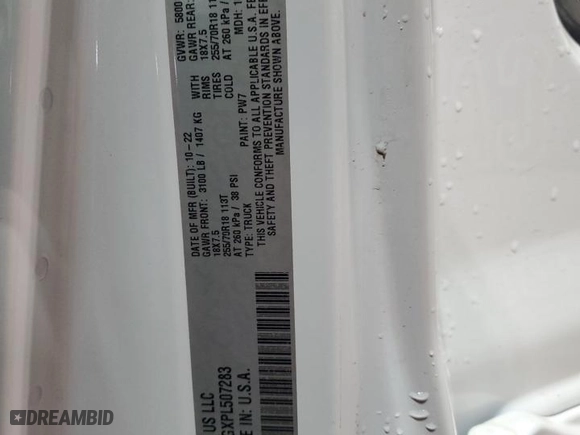 US LLC
GXPL507283
E IN: U.S.A.
DATE OF MFR (BUILT): 10-22
GAWR FRONT: 3100 LB / 1407 KG WITH
18X7.5 RIMS
255/70R18 113T TIRES
AT 260 kPa / 38 PSI COLD
TYPE: TRUCK PAINT: PW7
GVWR: 5800
GAWR REAR:
18X7.5
255/70R18 11
AT 260 kPa /
MDH: 1
THIS VEHICLE CONFORMS TO ALL APPLICABLE U.S.A. FE
SAFETY AND THEFT PREVENTION STANDARDS IN EFF
MANUFACTURE SHOWN ABOVE.
DREAMBID